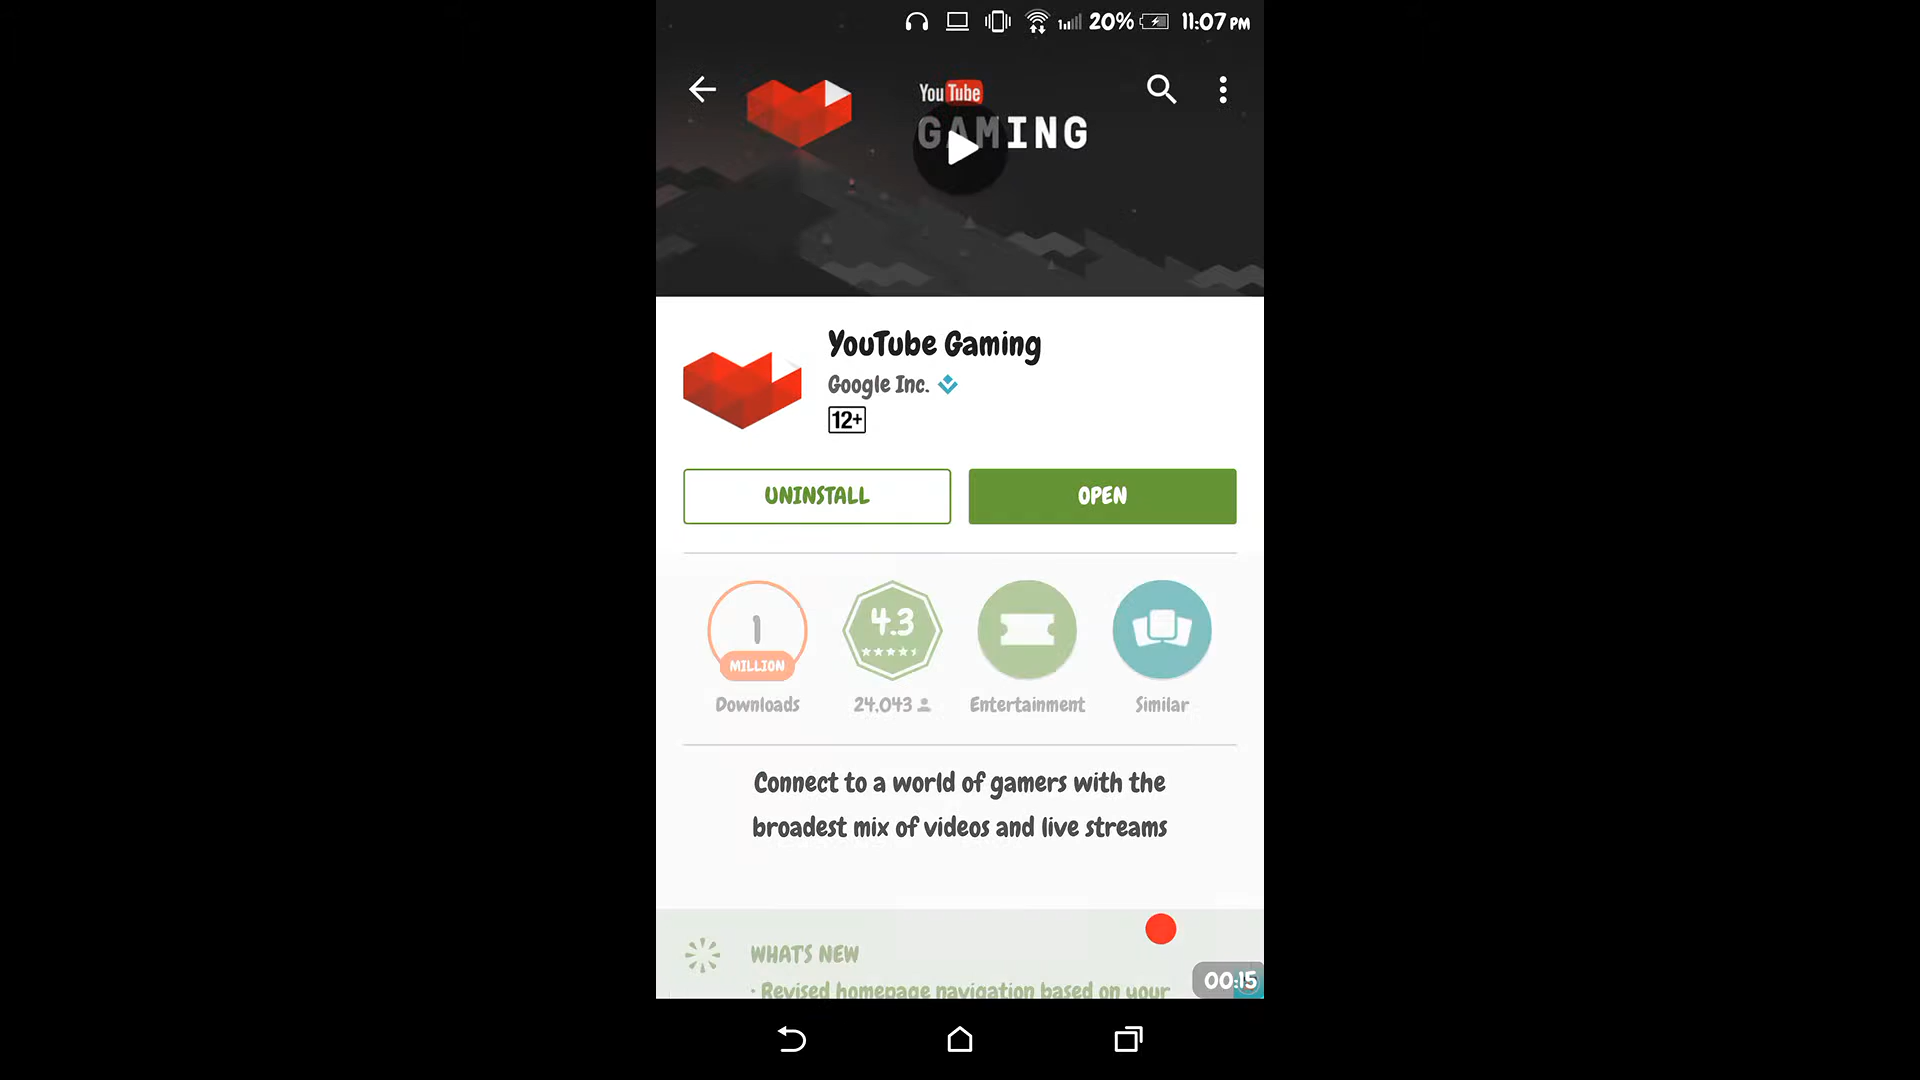 20% 11:07 PM
YouTube
GAMING
YouTube Gaming
Google Inc.
12+
UNINSTALL
OPEN
1
MILLION
4.3
Downloads
24,043
Entertainment
Similar
Connect to a world of gamers with the
broadest mix of videos and live streams
WHAT'S NEW
· Revised homepage navigation based on your
00:15